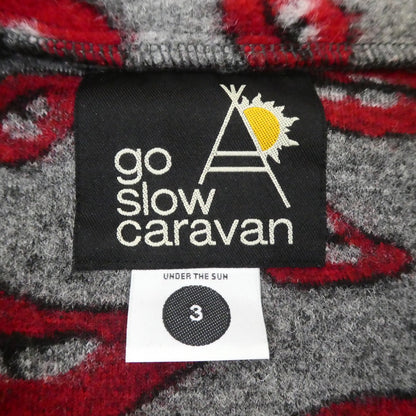 go
slow
caravan
UNDER THE SUN
3